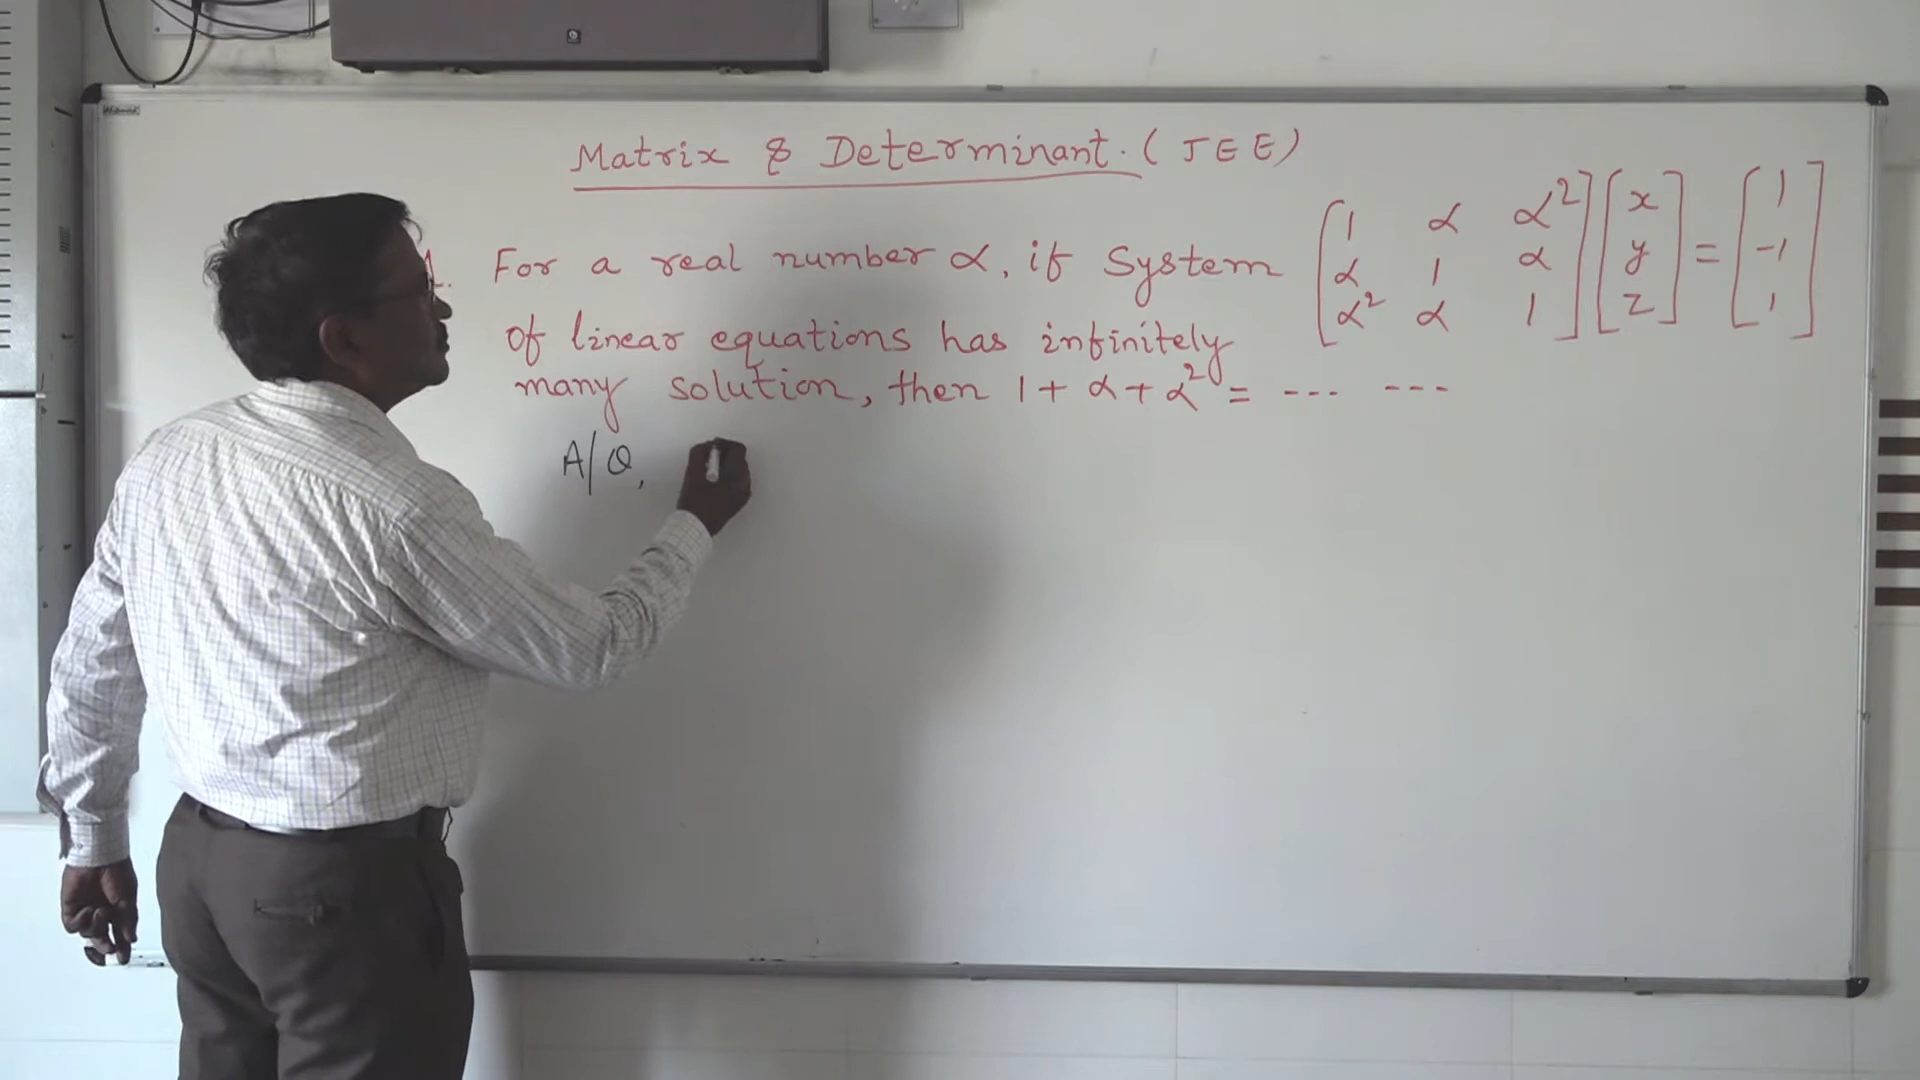 Matrix & Determinant. (JEE)
1. For a real number α, if System [1 α α²; α 1 α; α² α 1] [x; y; z] = [1; -1; 1]
of linear equations has infinitely
many solution, then 1 + α + α² = --- ---
A/Q,